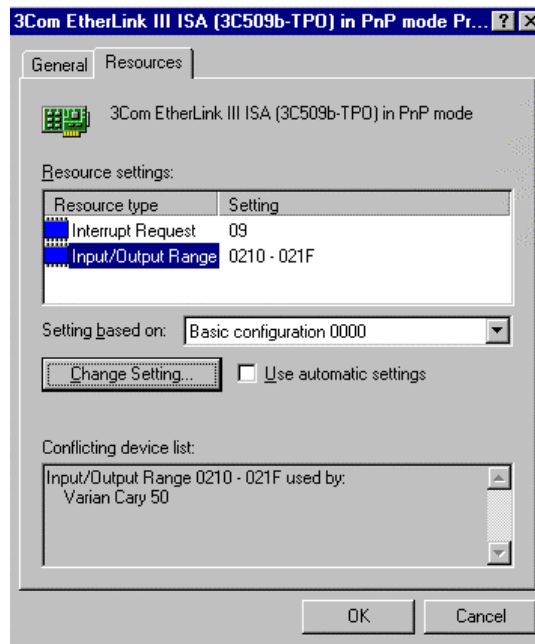 3Com EtherLink III ISA (3C509b-TPO) in PnP mode Pr...
General
Resources
3Com EtherLink III ISA (3C509b-TPO) in PnP mode
Resource settings:
Resource type Setting
Interrupt Request 09
Input/Output Range 0210 - 021F
Setting based on: Basic configuration 0000
Change Setting... Use automatic settings
Conflicting device list:
Input/Output Range 0210 - 021F used by:
Varian Cary 50
OK Cancel